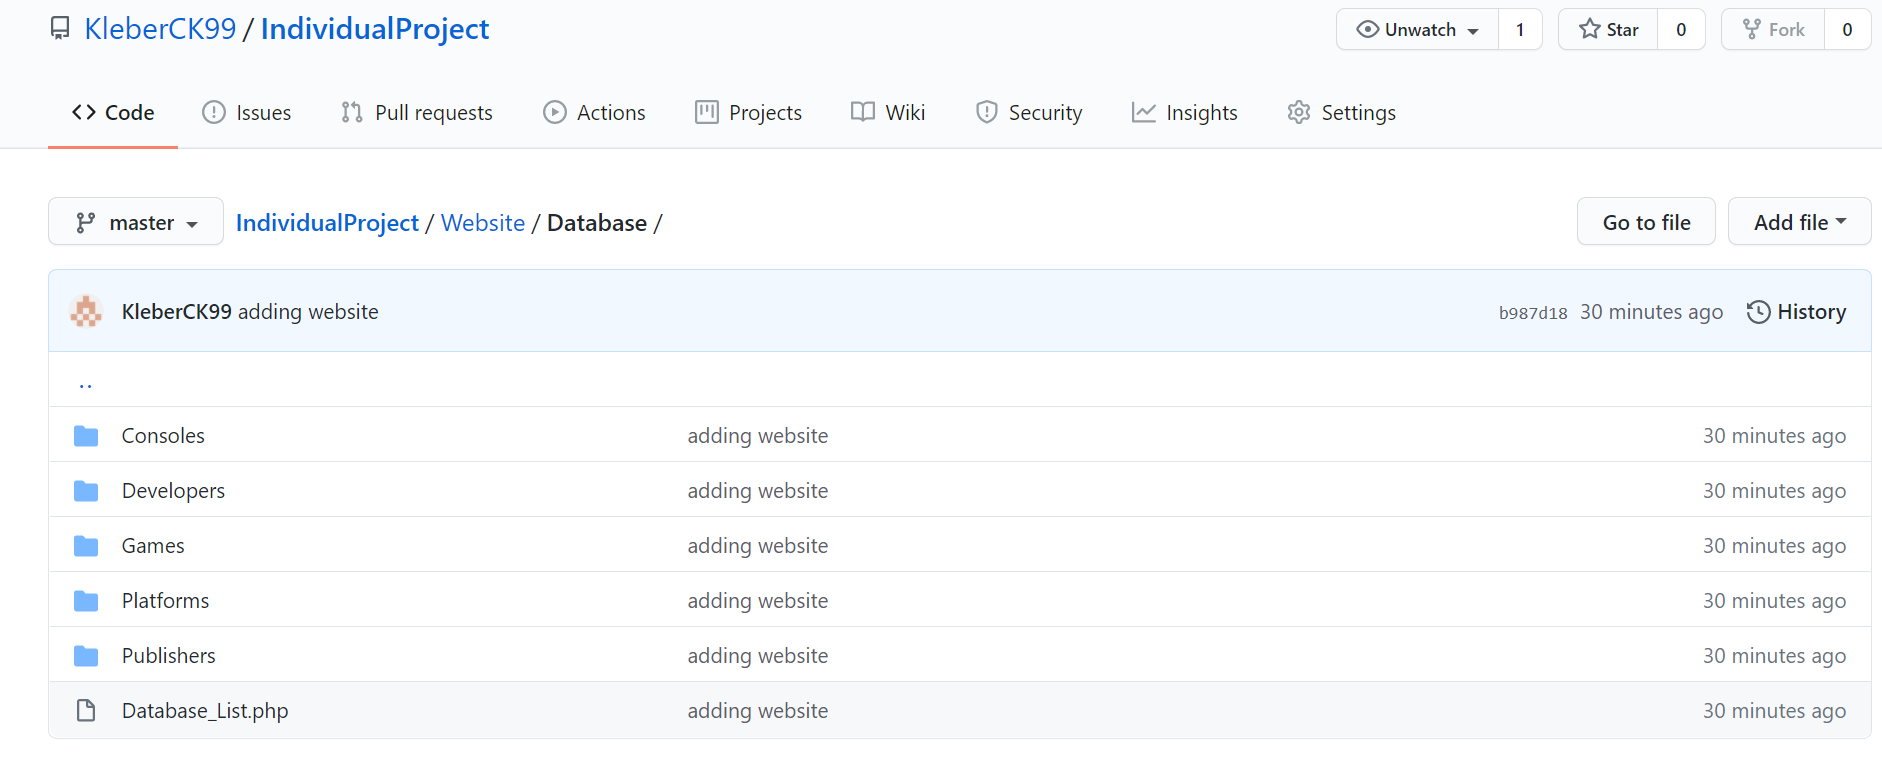 KleberCK99 / IndividualProject Unwatch 1 Star 0 Fork 0
Code Issues Pull requests Actions Projects Wiki Security Insights Settings
master IndividualProject / Website / Database / Go to file Add file
KleberCK99 adding website b987d18 30 minutes ago History
..
Consoles adding website 30 minutes ago
Developers adding website 30 minutes ago
Games adding website 30 minutes ago
Platforms adding website 30 minutes ago
Publishers adding website 30 minutes ago
Database_List.php adding website 30 minutes ago